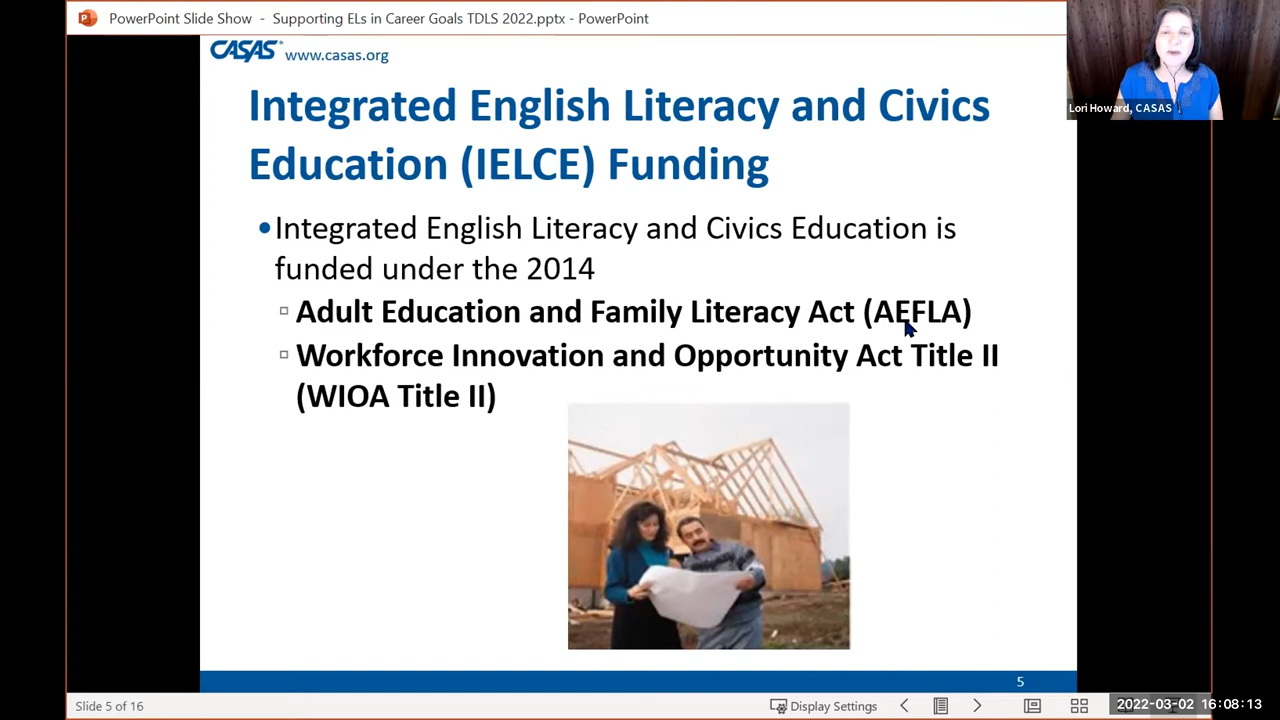 PowerPoint Slide Show - Supporting ELs in Career Goals TDLS 2022.pptx - PowerPoint
CASAS www.casas.org
Lori Howard, CASAS
Integrated English Literacy and Civics
Education (IELCE) Funding
•Integrated English Literacy and Civics Education is
funded under the 2014
▫ Adult Education and Family Literacy Act (AEFLA)
▫ Workforce Innovation and Opportunity Act Title II
(WIOA Title II)
5
Slide 5 of 16
Display Settings
2022-03-02 16:08:13